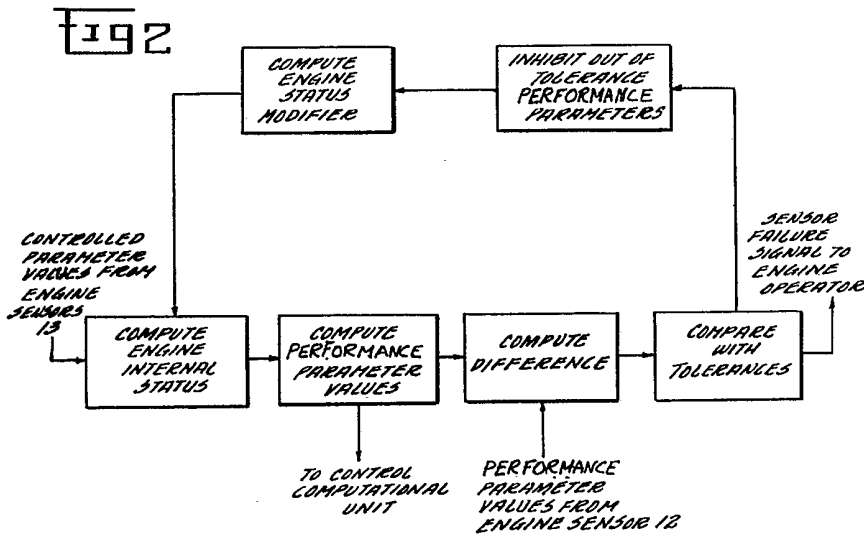 Fig 2
COMPUTE
ENGINE
STATUS
MODIFIER
INHIBIT OUT OF
TOLERANCE
PERFORMANCE
PARAMETERS
CONTROLLED
PARAMETER
VALUES FROM
ENGINE
SENSORS
13
SENSOR
FAILURE
SIGNAL TO
ENGINE
OPERATOR
COMPUTE
ENGINE
INTERNAL
STATUS
COMPUTE
PERFORMANCE
PARAMETER
VALUES
COMPUTE
DIFFERENCE
COMPARE
WITH
TOLERANCES
TO CONTROL
COMPUTATIONAL
UNIT
PERFORMANCE
PARAMETER
VALUES FROM
ENGINE SENSOR 12